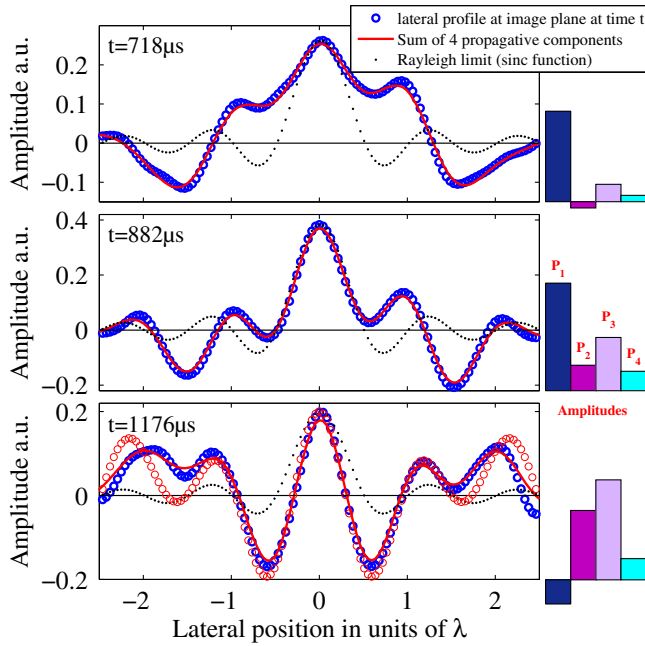 lateral profile at image plane at time t
Sum of 4 propagative components
Rayleigh limit (sinc function)
t=718μs
Amplitude a.u.
0.2
0.1
0
−0.1
t=882μs
Amplitude a.u.
0.4
0.2
0
−0.2
P1
P2
P3
P4
Amplitudes
t=1176μs
Amplitude a.u.
0.2
0
−0.2
−2 −1 0 1 2
Lateral position in units of λ